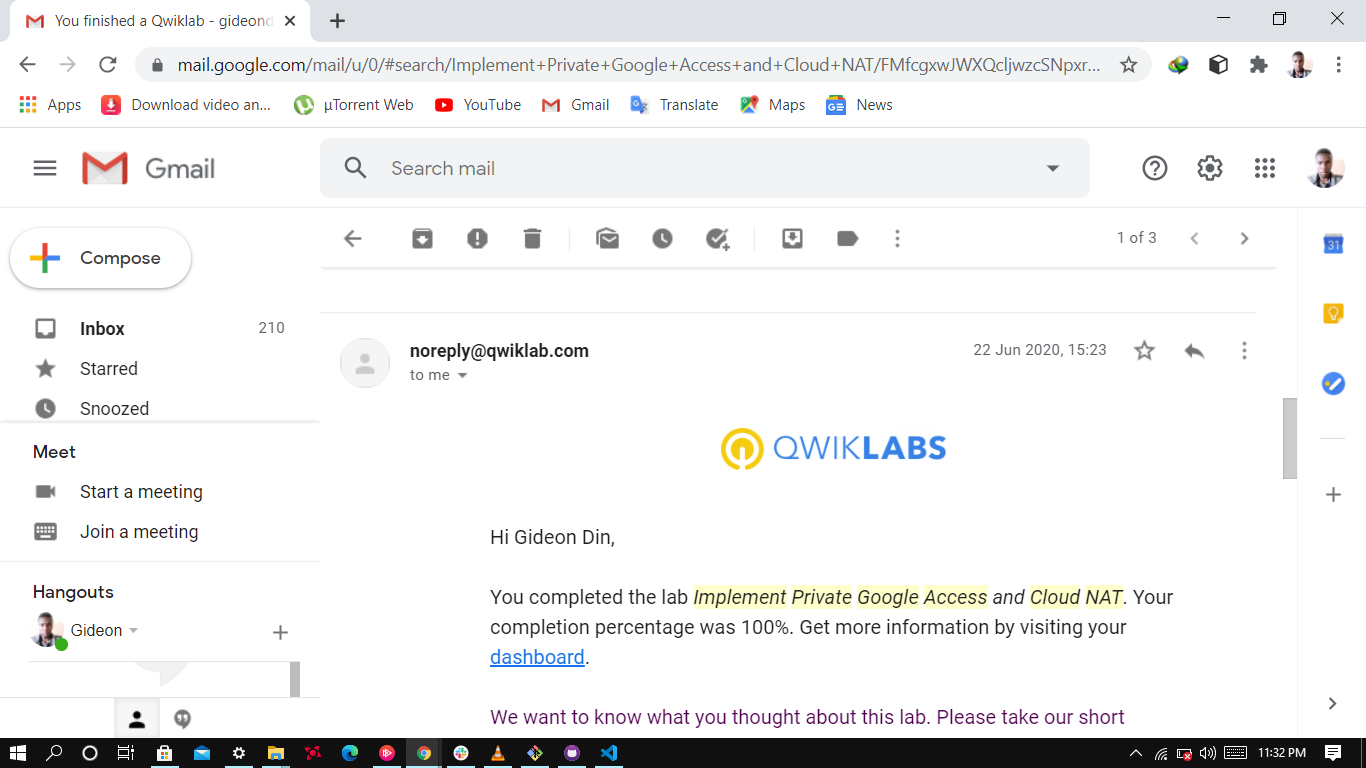 You finished a Qwiklab - gideond
mail.google.com/mail/u/0/#search/Implement+Private+Google+Access+and+Cloud+NAT/FMfcgxwJWXQcljwzcSNpxr...
Apps Download video an... µTorrent Web YouTube Gmail Translate Maps News
Gmail
Search mail
Compose
1 of 3
31
Inbox 210
Starred
Snoozed
Meet
Start a meeting
Join a meeting
Hangouts
Gideon
noreply@qwiklab.com 22 Jun 2020, 15:23
to me
QWIKLABS
Hi Gideon Din,
You completed the lab Implement Private Google Access and Cloud NAT. Your
completion percentage was 100%. Get more information by visiting your
dashboard.
We want to know what you thought about this lab. Please take our short
11:32 PM